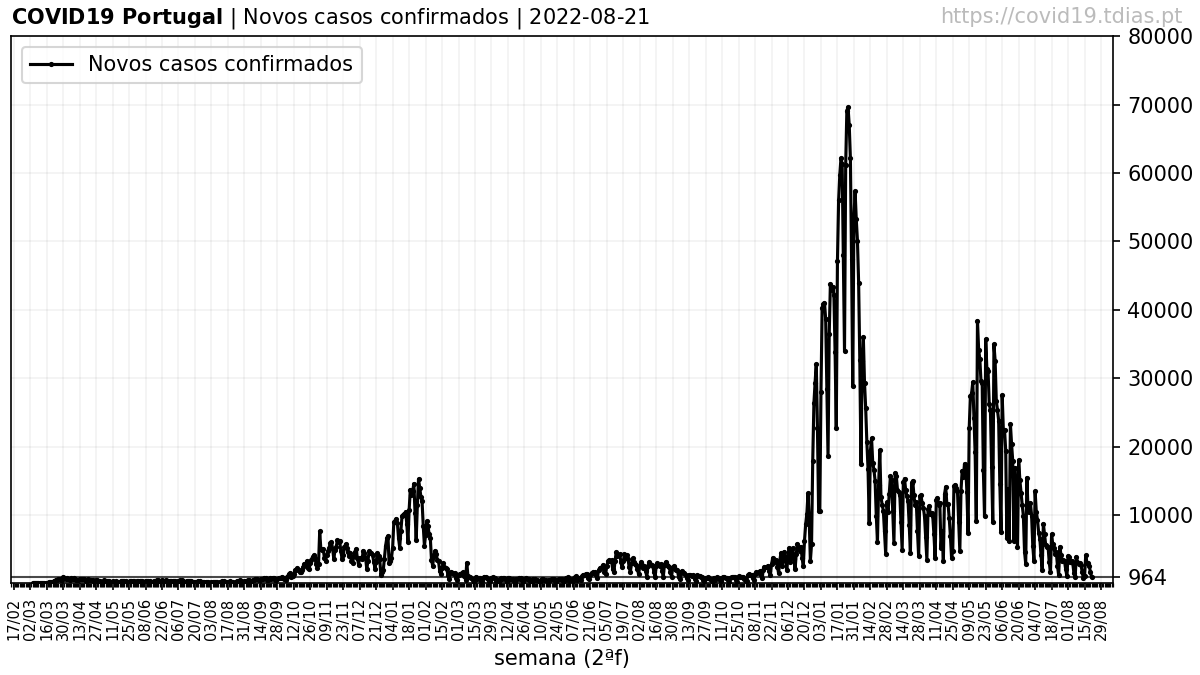 COVID19 Portugal | Novos casos confirmados | 2022-08-21
https://covid19.tdias.pt
Novos casos confirmados
80000
70000
60000
50000
40000
30000
20000
10000
964
17/02 02/03 16/03 30/03 13/04 27/04 11/05 25/05 08/06 22/06 06/07 20/07 03/08 17/08 31/08 14/09 28/09 12/10 26/10 09/11 23/11 07/12 21/12 04/01 18/01 01/02 15/02 01/03 15/03 29/03 12/04 26/04 10/05 24/05 07/06 21/06 05/07 19/07 02/08 16/08 30/08 13/09 27/09 11/10 25/10 08/11 22/11 06/12 20/12 03/01 17/01 31/01 14/02 28/02 14/03 28/03 11/04 25/04 09/05 23/05 06/06 20/06 04/07 18/07 01/08 15/08 29/08
semana (2ªf)